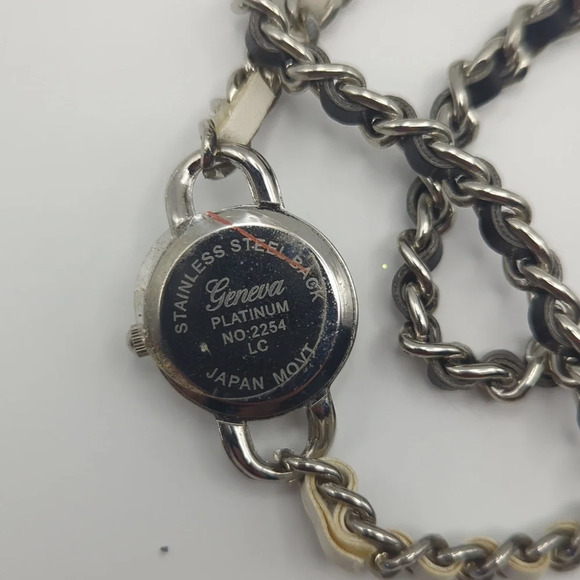 STAINLESS STEEL BACK
Geneva
PLATINUM
NO.2254
LC
JAPAN MOVT